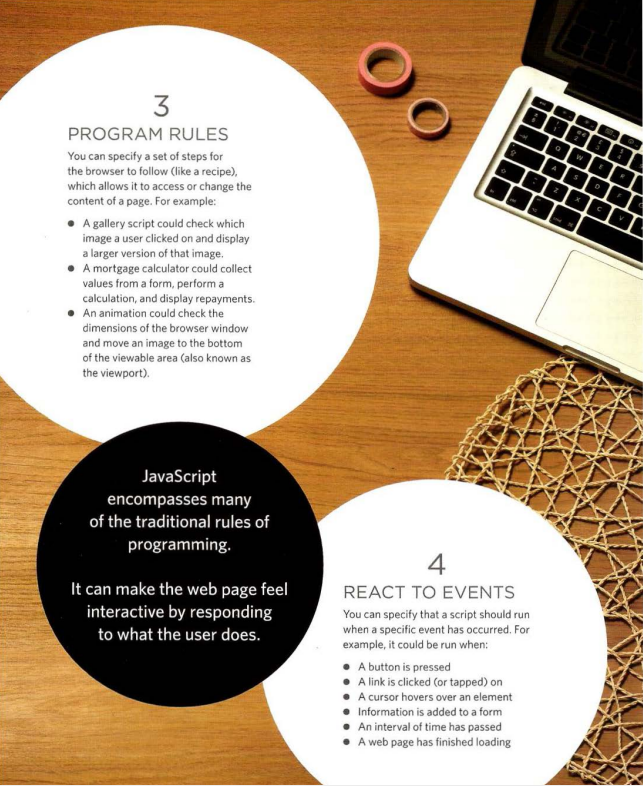 3
PROGRAM RULES
You can specify a set of steps for
the browser to follow (like a recipe),
which allows it to access or change the
content of a page. For example:
● A gallery script could check which
image a user clicked on and display
a larger version of that image.
● A mortgage calculator could collect
values from a form, perform a
calculation, and display repayments.
● An animation could check the
dimensions of the browser window
and move an image to the bottom
of the viewable area (also known as
the viewport).
JavaScript
encompasses many
of the traditional rules of
programming.
It can make the web page feel
interactive by responding
to what the user does.
4
REACT TO EVENTS
You can specify that a script should run
when a specific event has occurred. For
example, it could be run when:
● A button is pressed
● A link is clicked (or tapped) on
● A cursor hovers over an element
● Information is added to a form
● An interval of time has passed
● A web page has finished loading